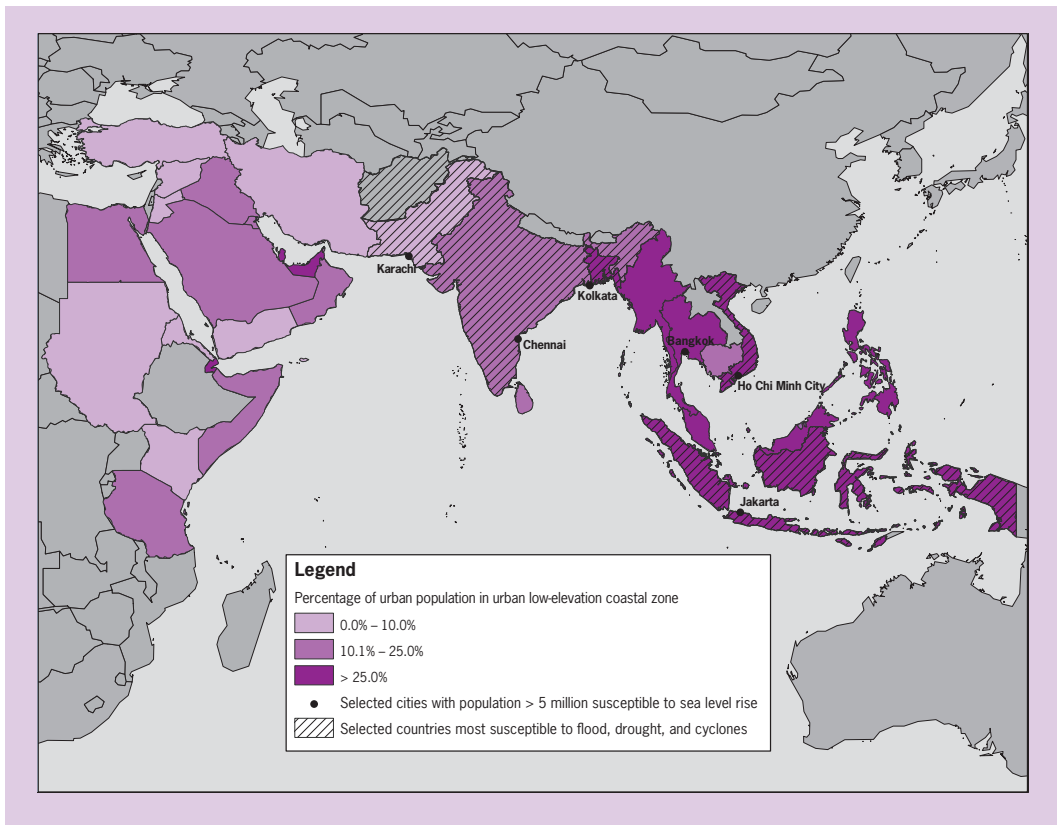 Karachi
Kolkata
Chennai
Bangkok
Ho Chi Minh City
Jakarta
Legend
Percentage of urban population in urban low-elevation coastal zone
0.0% – 10.0%
10.1% – 25.0%
> 25.0%
Selected cities with population > 5 million susceptible to sea level rise
Selected countries most susceptible to flood, drought, and cyclones